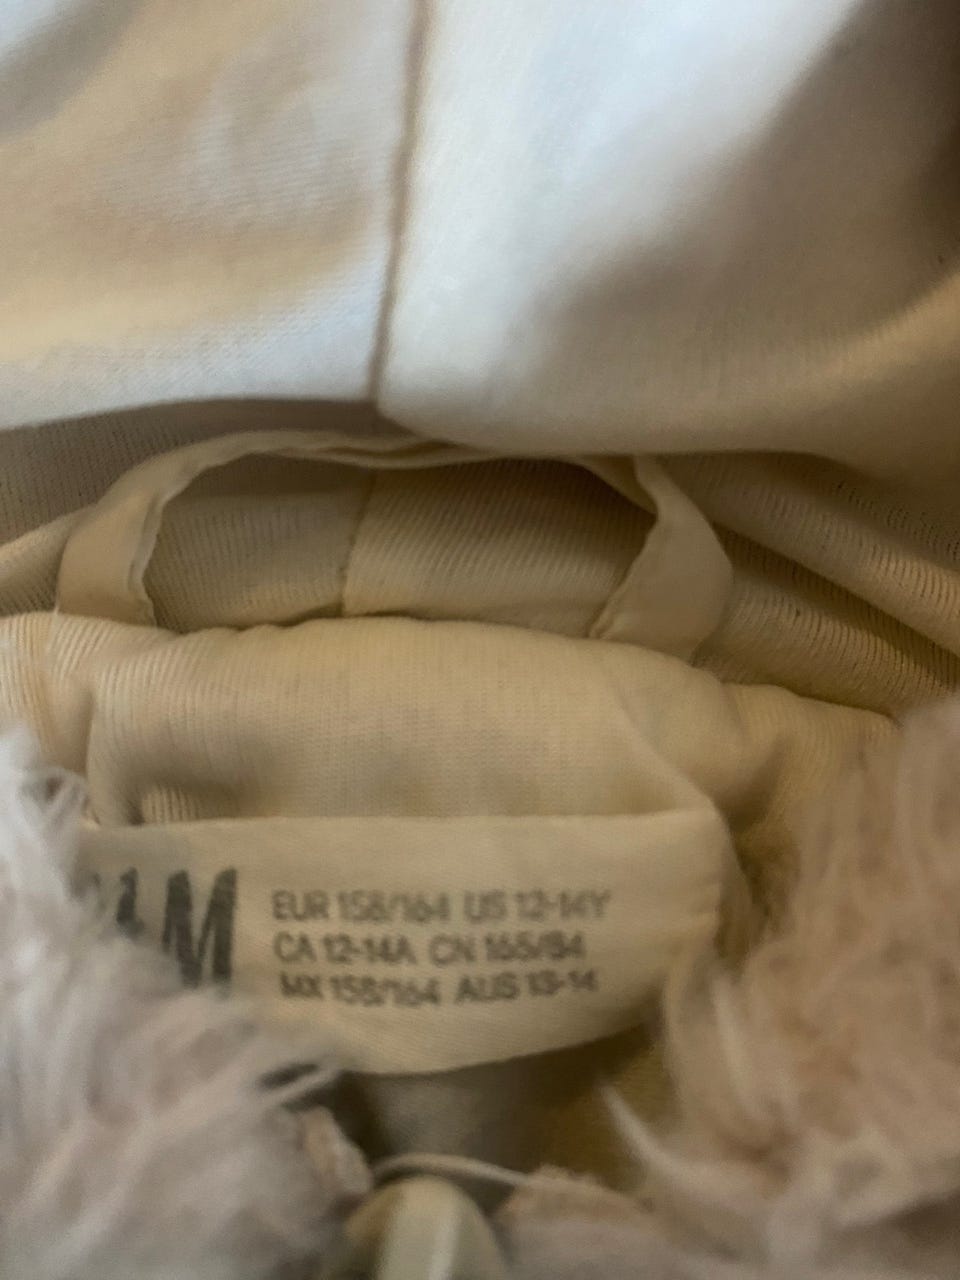 &M
EUR 158/164 US 12-14Y
CA 12-14A CN 165/84
MX 158/164 AUS 13-14